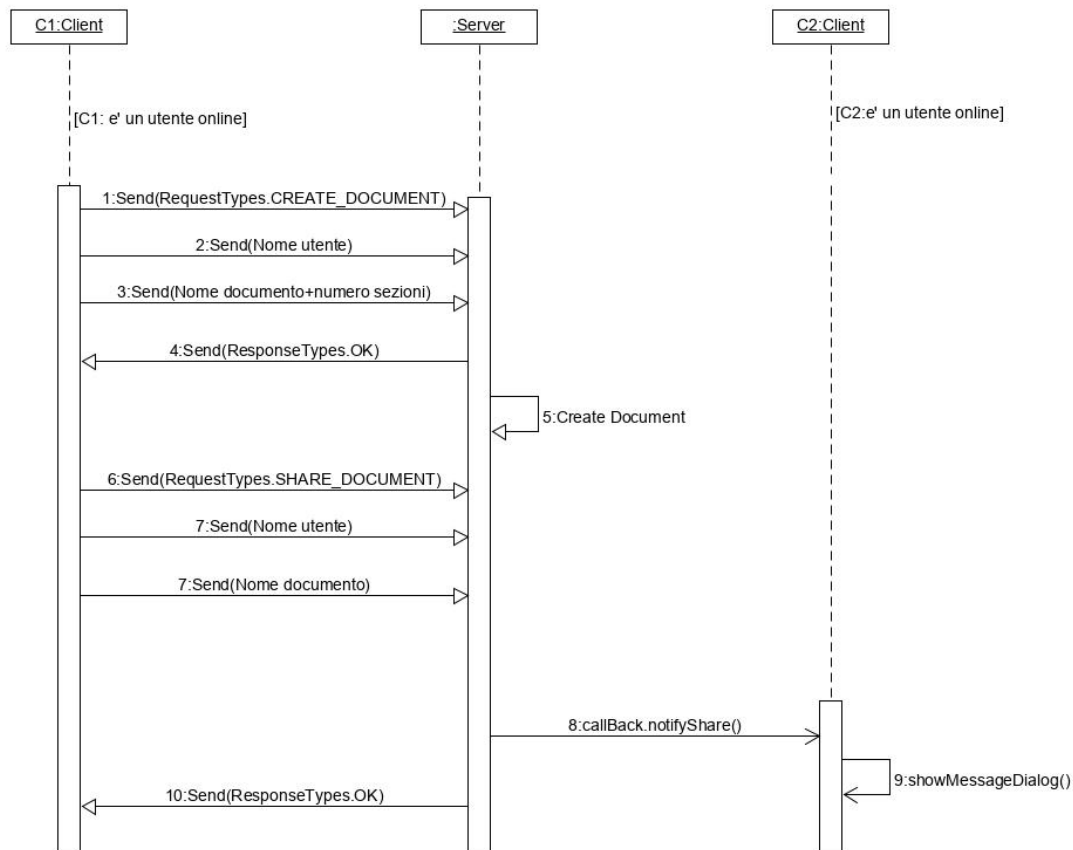 C1:Client
:Server
C2:Client
[C1: e' un utente online]
[C2:e' un utente online]
1:Send(RequestTypes.CREATE_DOCUMENT)
2:Send(Nome utente)
3:Send(Nome documento+numero sezioni)
4:Send(ResponseTypes.OK)
5:Create Document
6:Send(RequestTypes.SHARE_DOCUMENT)
7:Send(Nome utente)
7:Send(Nome documento)
8:callBack.notifyShare()
9:showMessageDialog()
10:Send(ResponseTypes.OK)